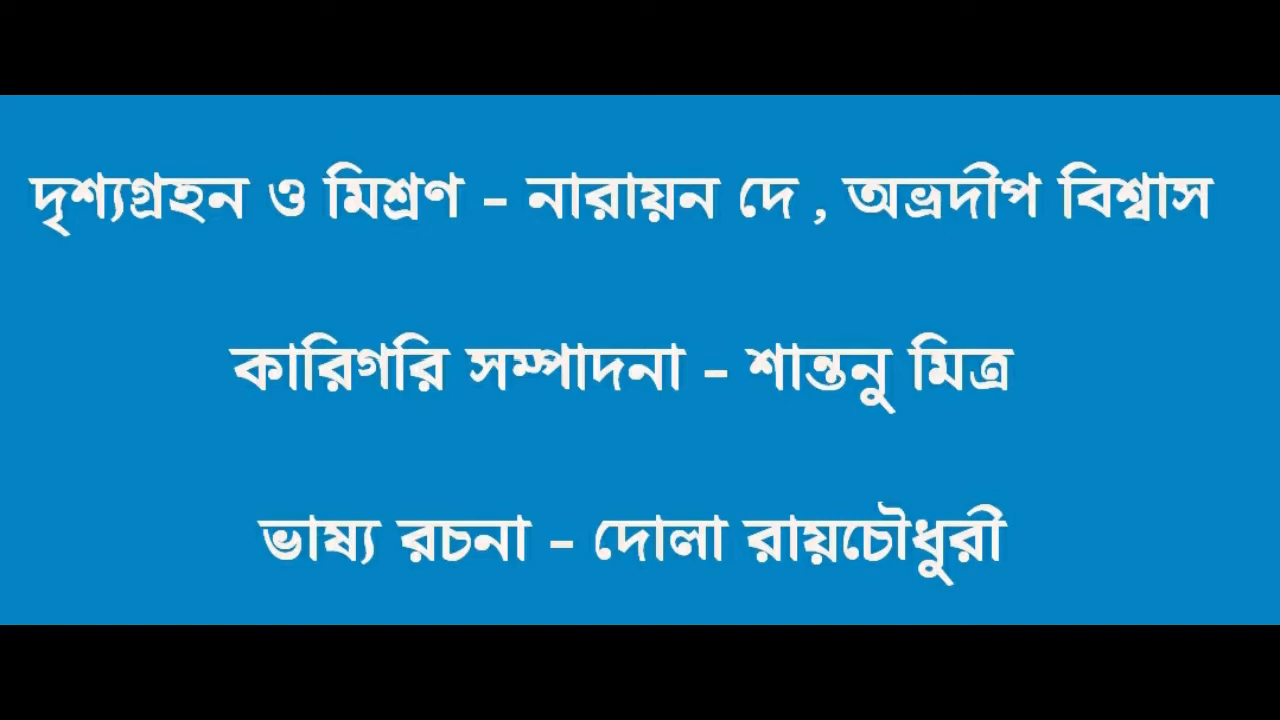 দৃশ্যগ্রহন ও মিশ্রণ – নারায়ন দে , অভ্রদীপ বিশ্বাস
কারিগরি সম্পাদনা – শান্তনু মিত্র
ভাষ্য রচনা – দোলা রায়চৌধুরী